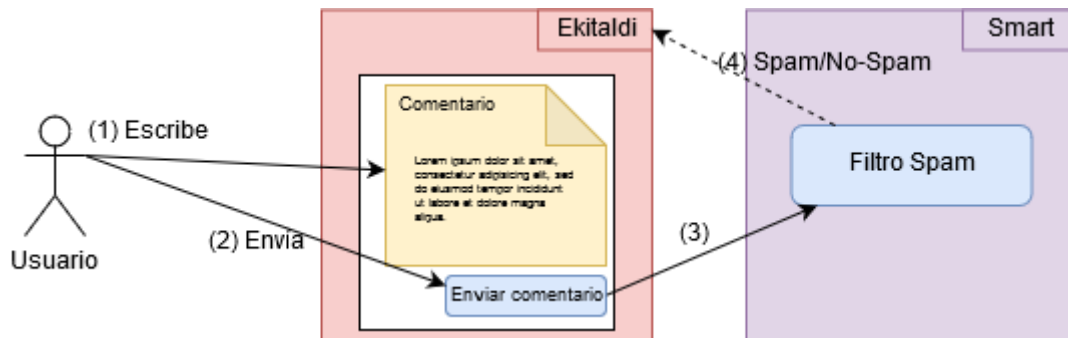 Ekitaldi
Smart
(4) Spam/No-Spam
Comentario
(1) Escribe
Lorem ipsum dolor sit amet,
consectetur adipisicing elit, sed
do eiusmod tempor incididunt
ut labore et dolore magna
aliqua.
Filtro Spam
(2) Envia
(3)
Usuario
Enviar comentario